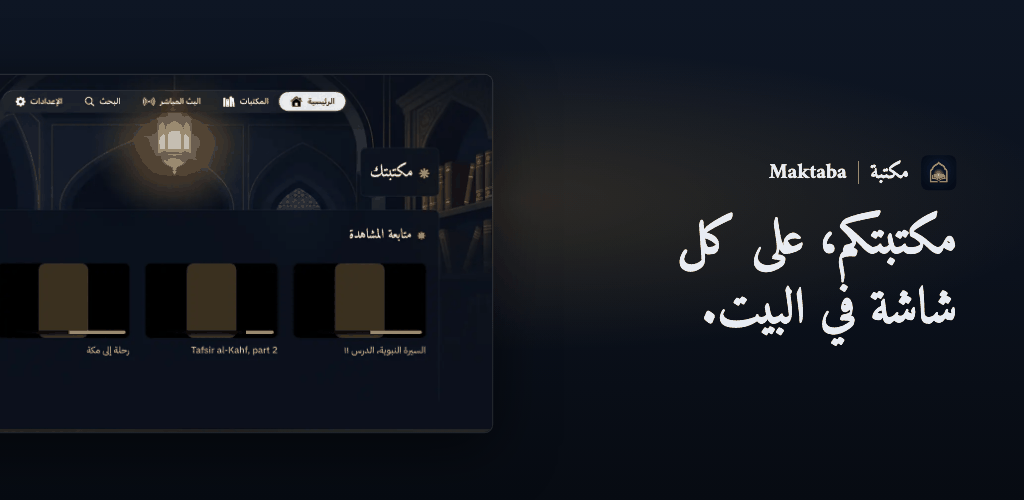 مكتبة | Maktaba
مكتبتكم، على كل
شاشة في البيت.
الرئيسية
المكتبات
البث المباشر
البحث
الإعدادات
مكتبتك
متابعة المشاهدة
السيرة النبوية، الدرس ١١
Tafsir al-Kahf, part 2
رحلة إلى مكة